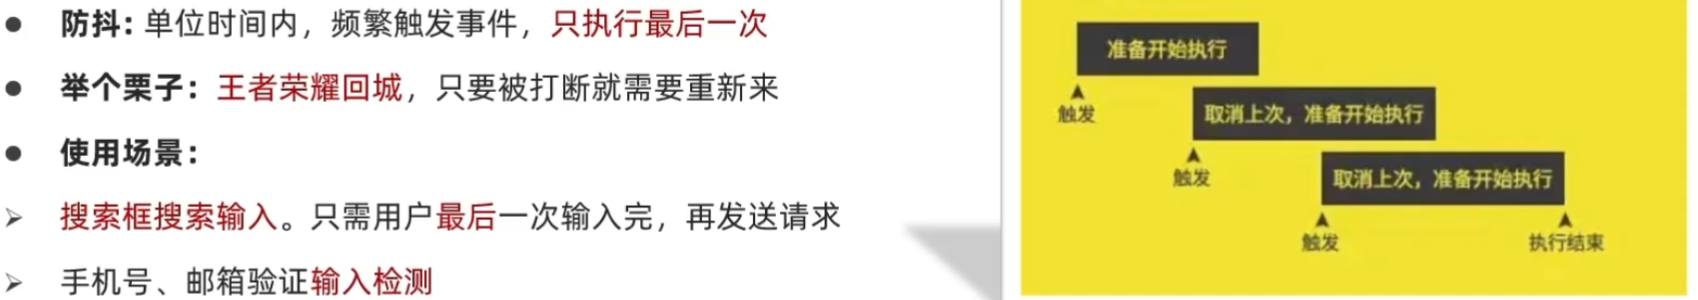 防抖：单位时间内，频繁触发事件，只执行最后一次
举个栗子：王者荣耀回城，只要被打断就需要重新来
使用场景：
搜索框搜索输入。只需用户最后一次输入完，再发送请求
手机号、邮箱验证输入检测
准备开始执行
触发
取消上次，准备开始执行
触发
取消上次，准备开始执行
触发
执行结束